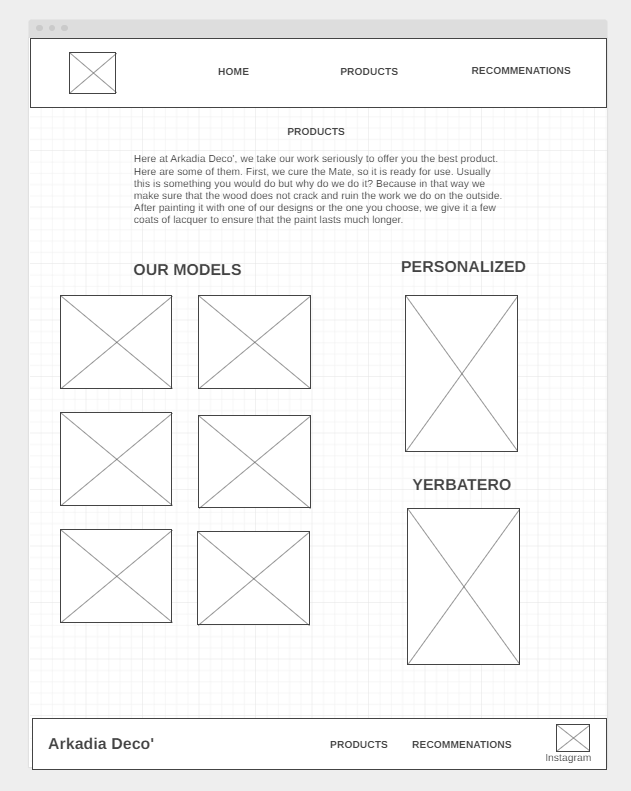 HOME PRODUCTS RECOMMENATIONS
PRODUCTS
Here at Arkadia Deco', we take our work seriously to offer you the best product.
Here are some of them. First, we cure the Mate, so it is ready for use. Usually
this is something you would do but why do we do it? Because in that way we
make sure that the wood does not crack and ruin the work we do on the outside.
After painting it with one of our designs or the one you choose, we give it a few
coats of lacquer to ensure that the paint lasts much longer.
OUR MODELS
PERSONALIZED
YERBATERO
Arkadia Deco' PRODUCTS RECOMMENATIONS
Instagram